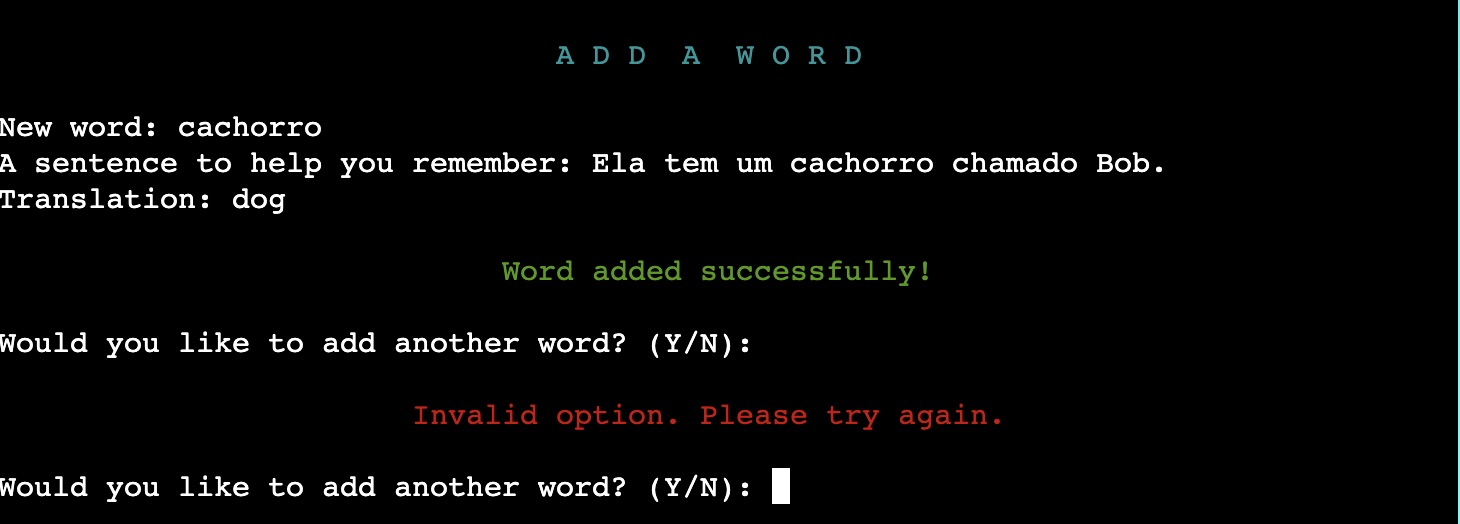 A D D  A  W O R D
New word: cachorro
A sentence to help you remember: Ela tem um cachorro chamado Bob.
Translation: dog
Word added successfully!
Would you like to add another word? (Y/N):
Invalid option. Please try again.
Would you like to add another word? (Y/N):